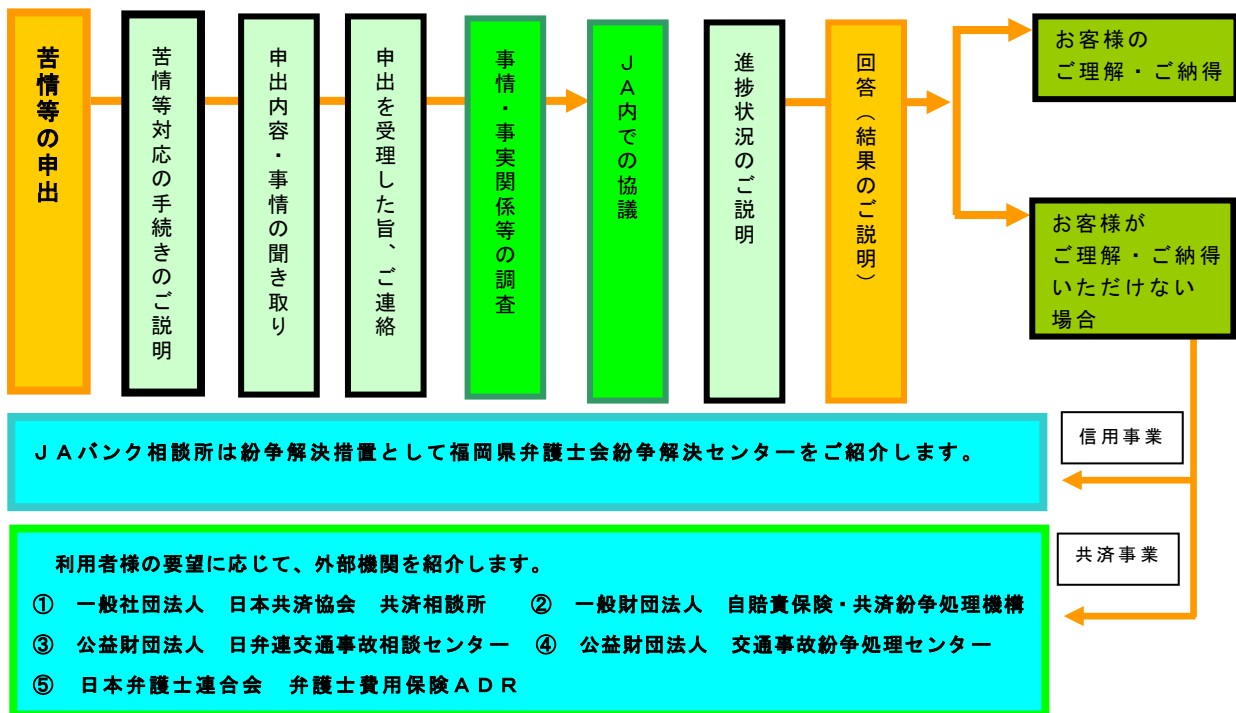 苦情等の申出
苦情等対応の手続きのご説明
申出内容・事情の聞き取り
申出を受理した旨、ご連絡
事情・事実関係等の調査
ＪＡ内での協議
進捗状況のご説明
回答（結果のご説明）
お客様の
ご理解・ご納得
お客様が
ご理解・ご納得
いただけない
場合
信用事業
ＪＡバンク相談所は紛争解決措置として福岡県弁護士会紛争解決センターをご紹介します。
共済事業
利用者様の要望に応じて、外部機関を紹介します。
①　一般社団法人　日本共済協会　共済相談所　　②　一般財団法人　自賠責保険・共済紛争処理機構
③　公益財団法人　日弁連交通事故相談センター　④　公益財団法人　交通事故紛争処理センター
⑤　日本弁護士連合会　弁護士費用保険ＡＤＲ